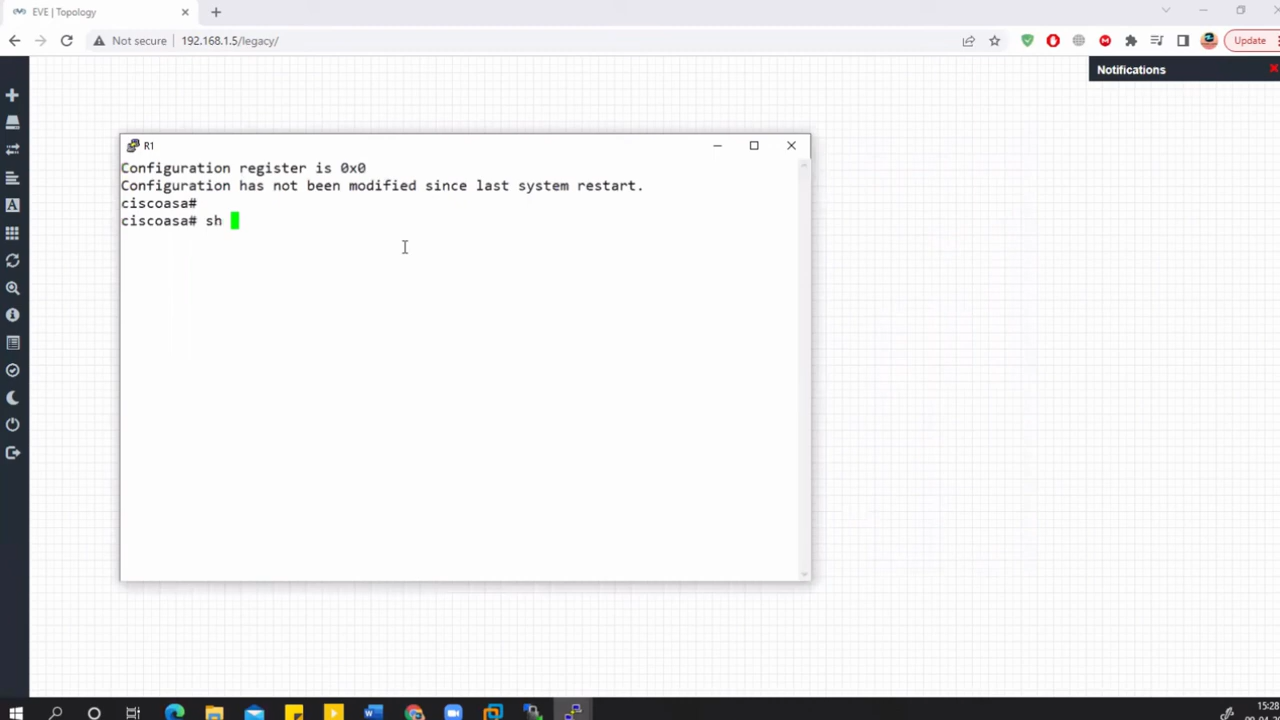 EVE | Topology
Not secure
192.168.1.5/legacy/
Update
Notifications
R1
Configuration register is 0x0
Configuration has not been modified since last system restart.
ciscoasa#
ciscoasa# sh
15:28